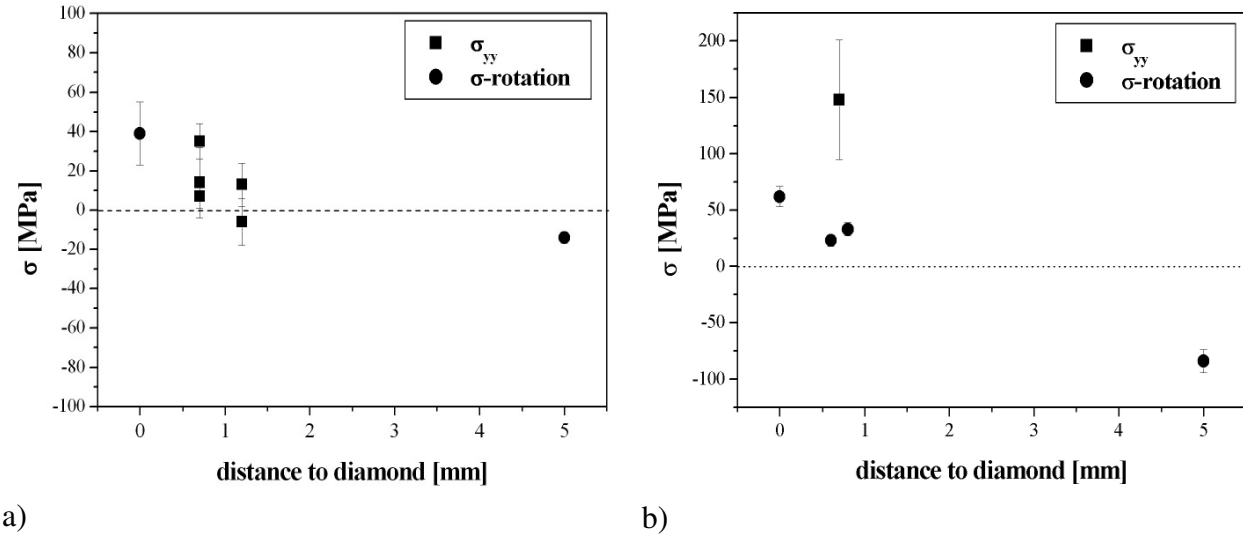 100
80
60
40
20
0
-20
-40
-60
-80
-100
σ [MPa]
σyy
σ-rotation
0 1 2 3 4 5
distance to diamond [mm]
a)
200
150
100
50
0
-50
-100
σ [MPa]
σyy
σ-rotation
0 1 2 3 4 5
distance to diamond [mm]
b)